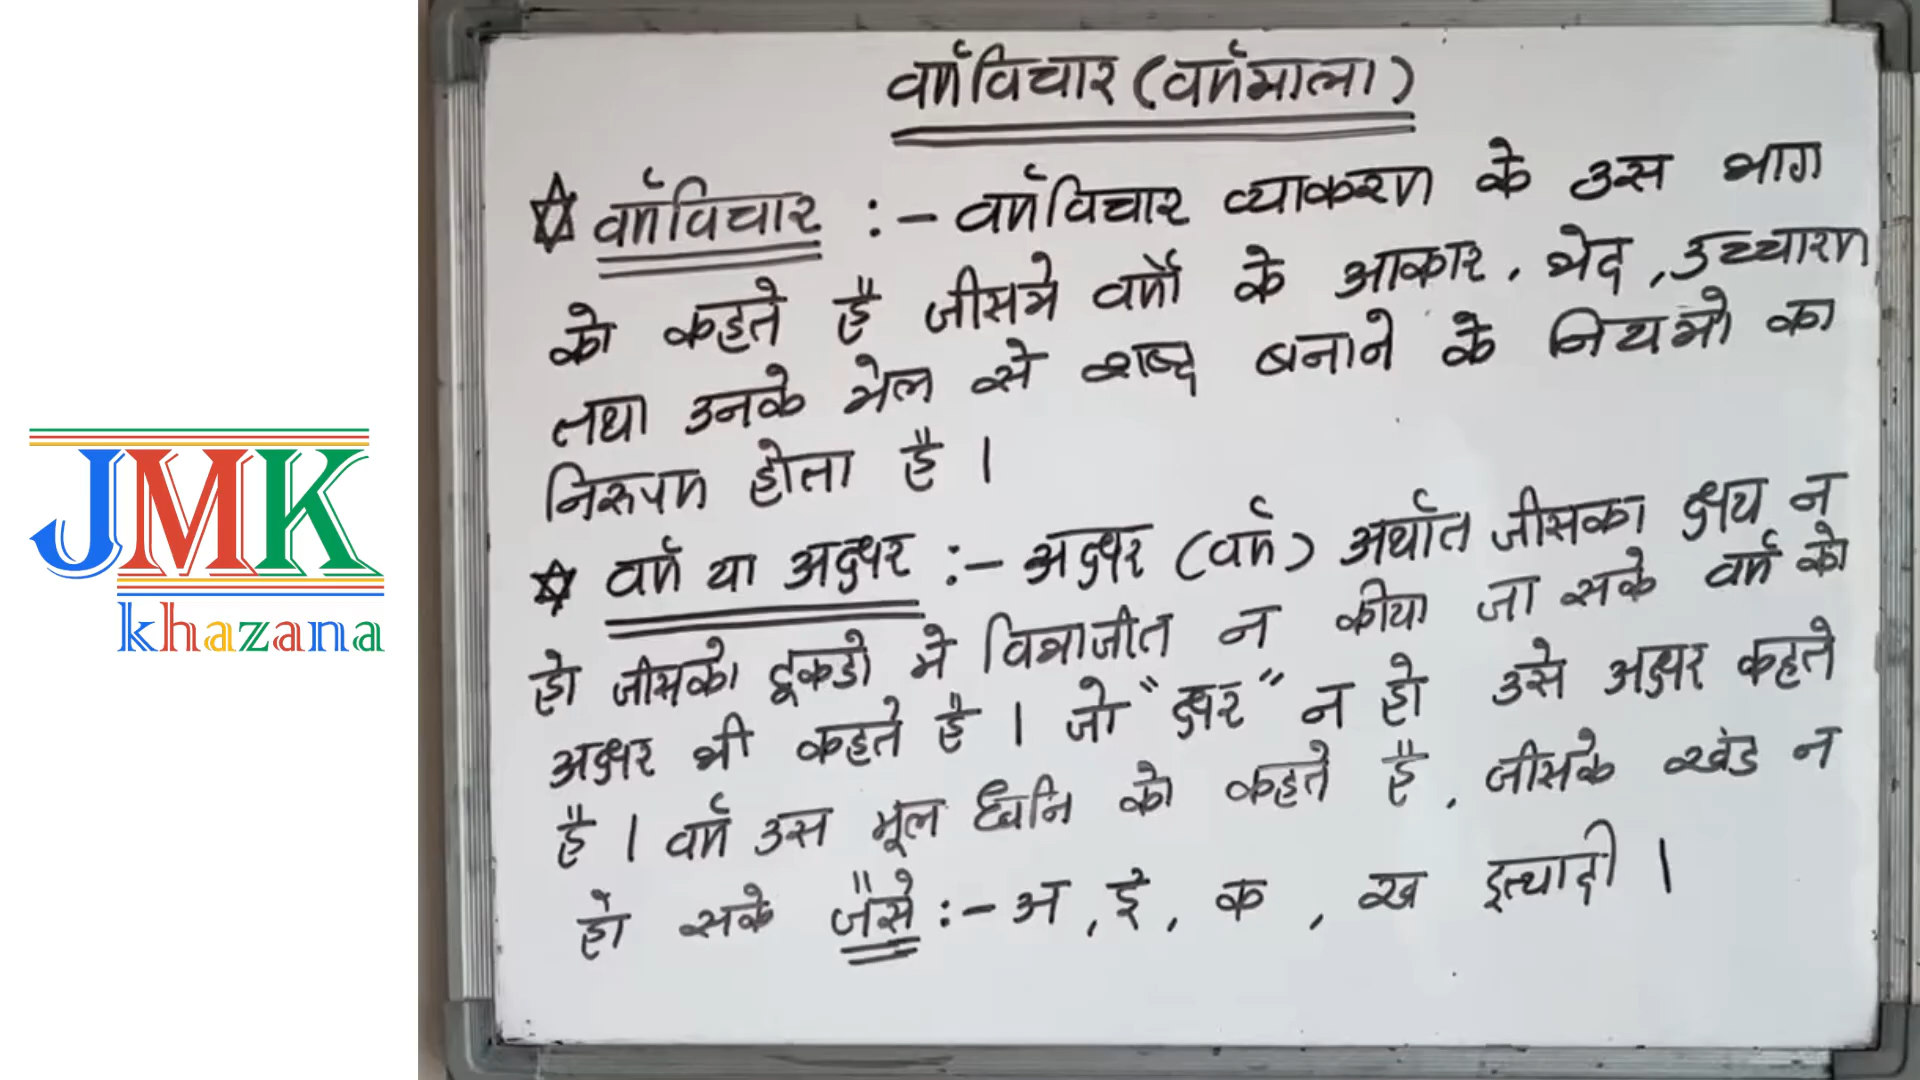 JMK
khazana
वर्णविचार (वर्णमाला)
☆ वर्णविचार :- वर्णविचार व्याकरण के उस भाग
को कहते है जीसमे वर्णो के आकार, भेद, उच्चारण
तथा उनके मेल से शब्द बनाने के नियमो का
निरूपण होता है ।
☆ वर्ण या अक्षर :- अक्षर (वर्ण) अर्थात जीसका क्षय न
हो जीसको टूकडो मे विभाजीत न कीया जा सके वर्ण को
अक्षर भी कहते है । जो "क्षर" न हो उसे अक्षर कहते
है । वर्ण उस मूल ध्वनि को कहते है, जीसके खंड न
हो सके जैसे :- अ, ई, क, ख इत्यादी ।